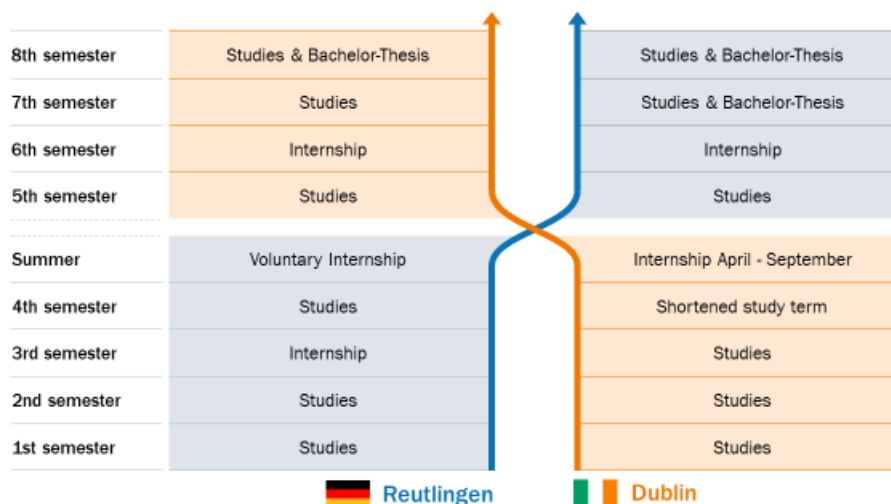 8th semester Studies & Bachelor-Thesis Studies & Bachelor-Thesis
7th semester Studies Studies & Bachelor-Thesis
6th semester Internship Internship
5th semester Studies Studies
Summer Voluntary Internship Internship April - September
4th semester Studies Shortened study term
3rd semester Internship Studies
2nd semester Studies Studies
1st semester Studies Studies
Reutlingen Dublin